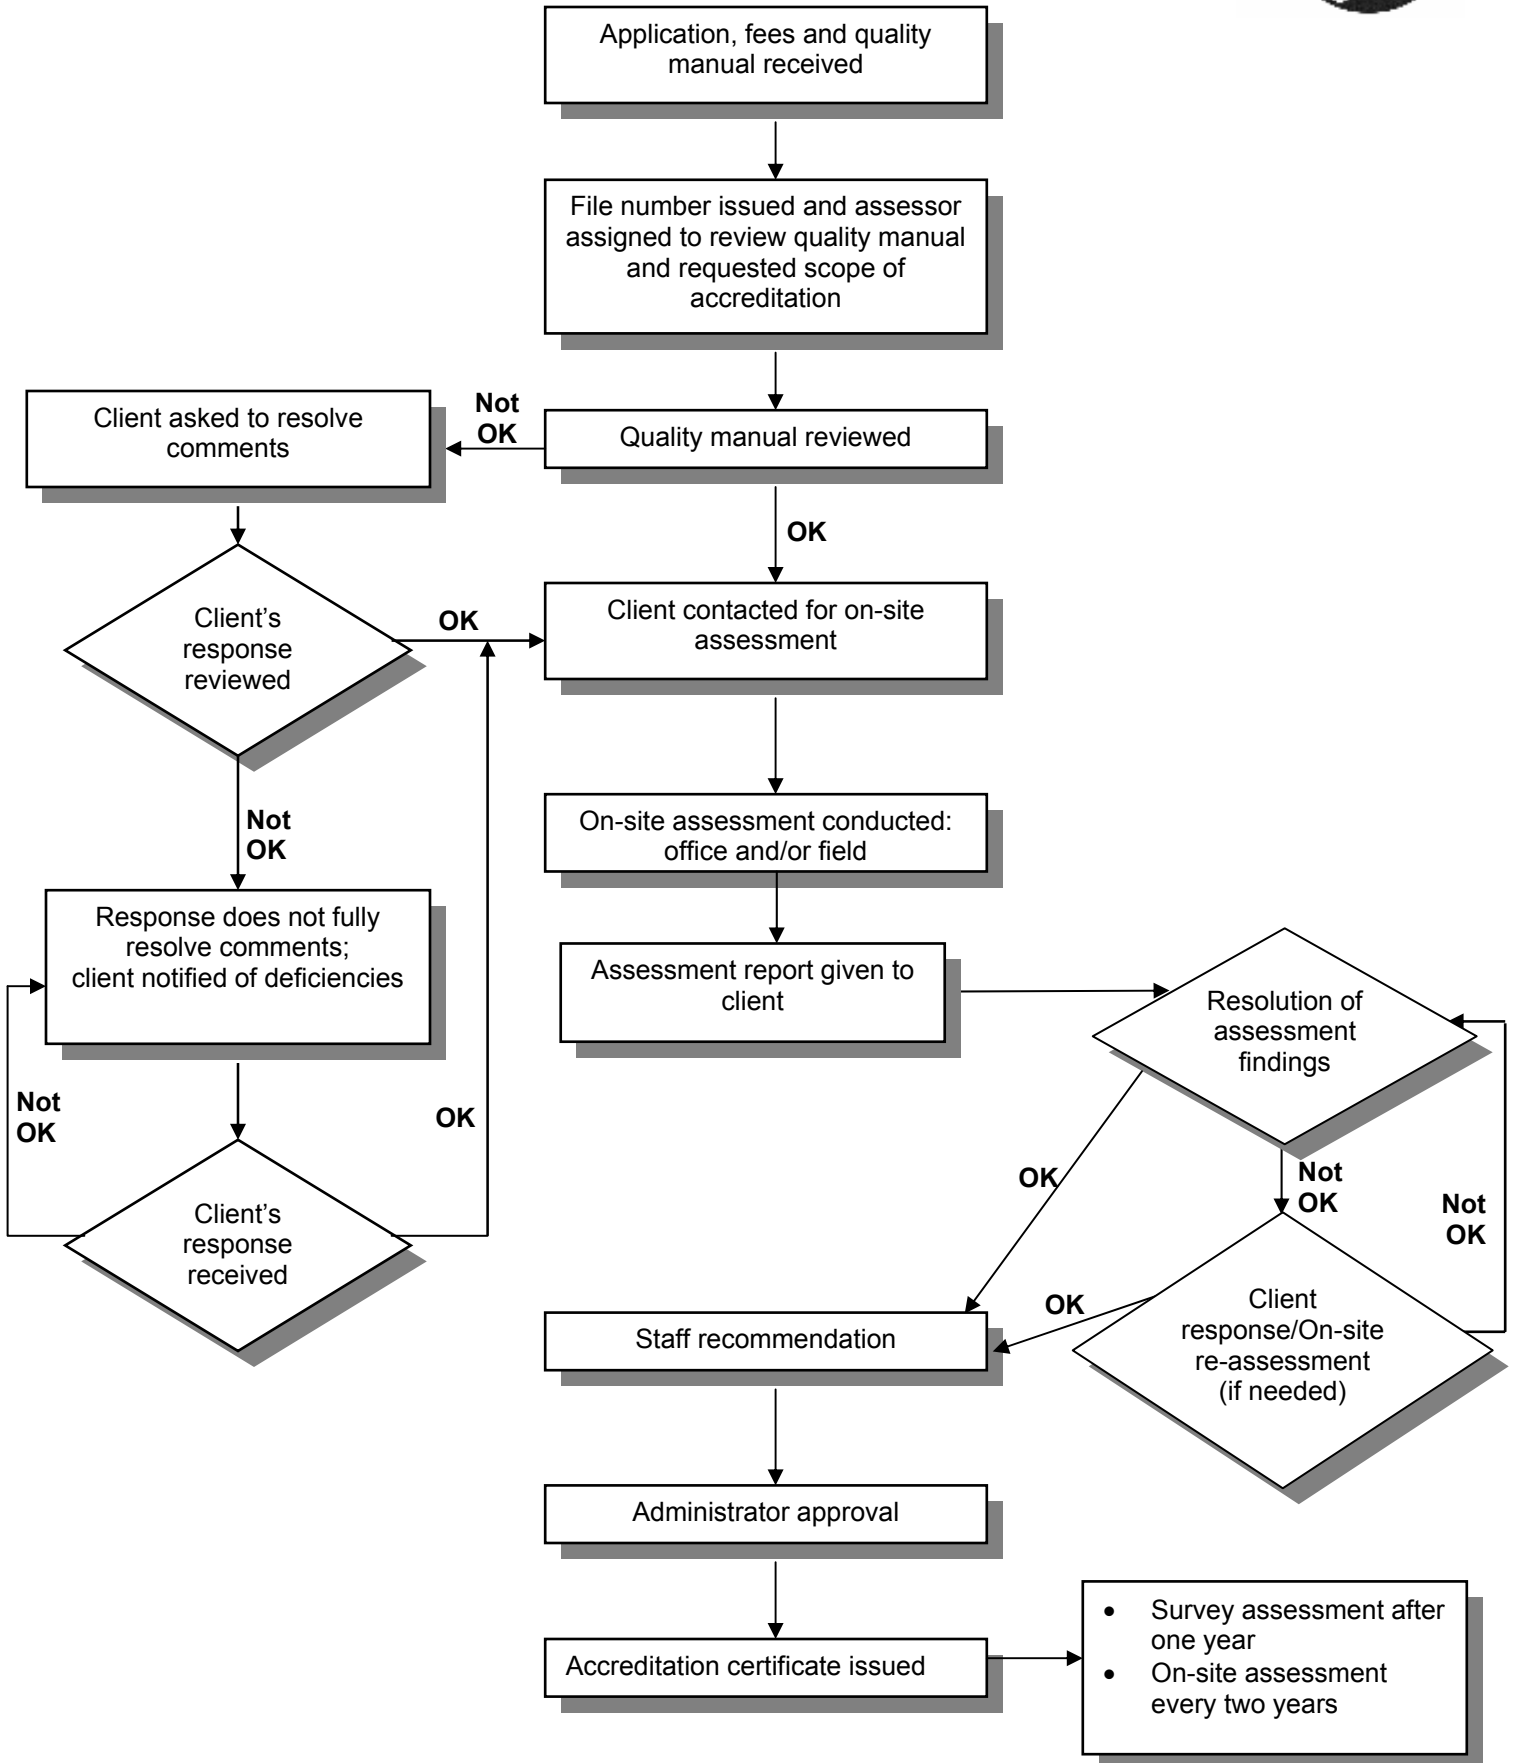 Application, fees and quality
manual received
File number issued and assessor
assigned to review quality manual
and requested scope of
accreditation
Not
OK
Client asked to resolve
comments
Quality manual reviewed
OK
Client's
response
reviewed
OK
Client contacted for on-site
assessment
Not
OK
On-site assessment conducted:
office and/or field
Response does not fully
resolve comments;
client notified of deficiencies
Assessment report given to
client
Resolution of
assessment
findings
Not
OK
OK
OK
Not
OK
Not
OK
Client's
response
received
OK
Client
response/On-site
re-assessment
(if needed)
Staff recommendation
Administrator approval
Accreditation certificate issued
• Survey assessment after
one year
• On-site assessment
every two years